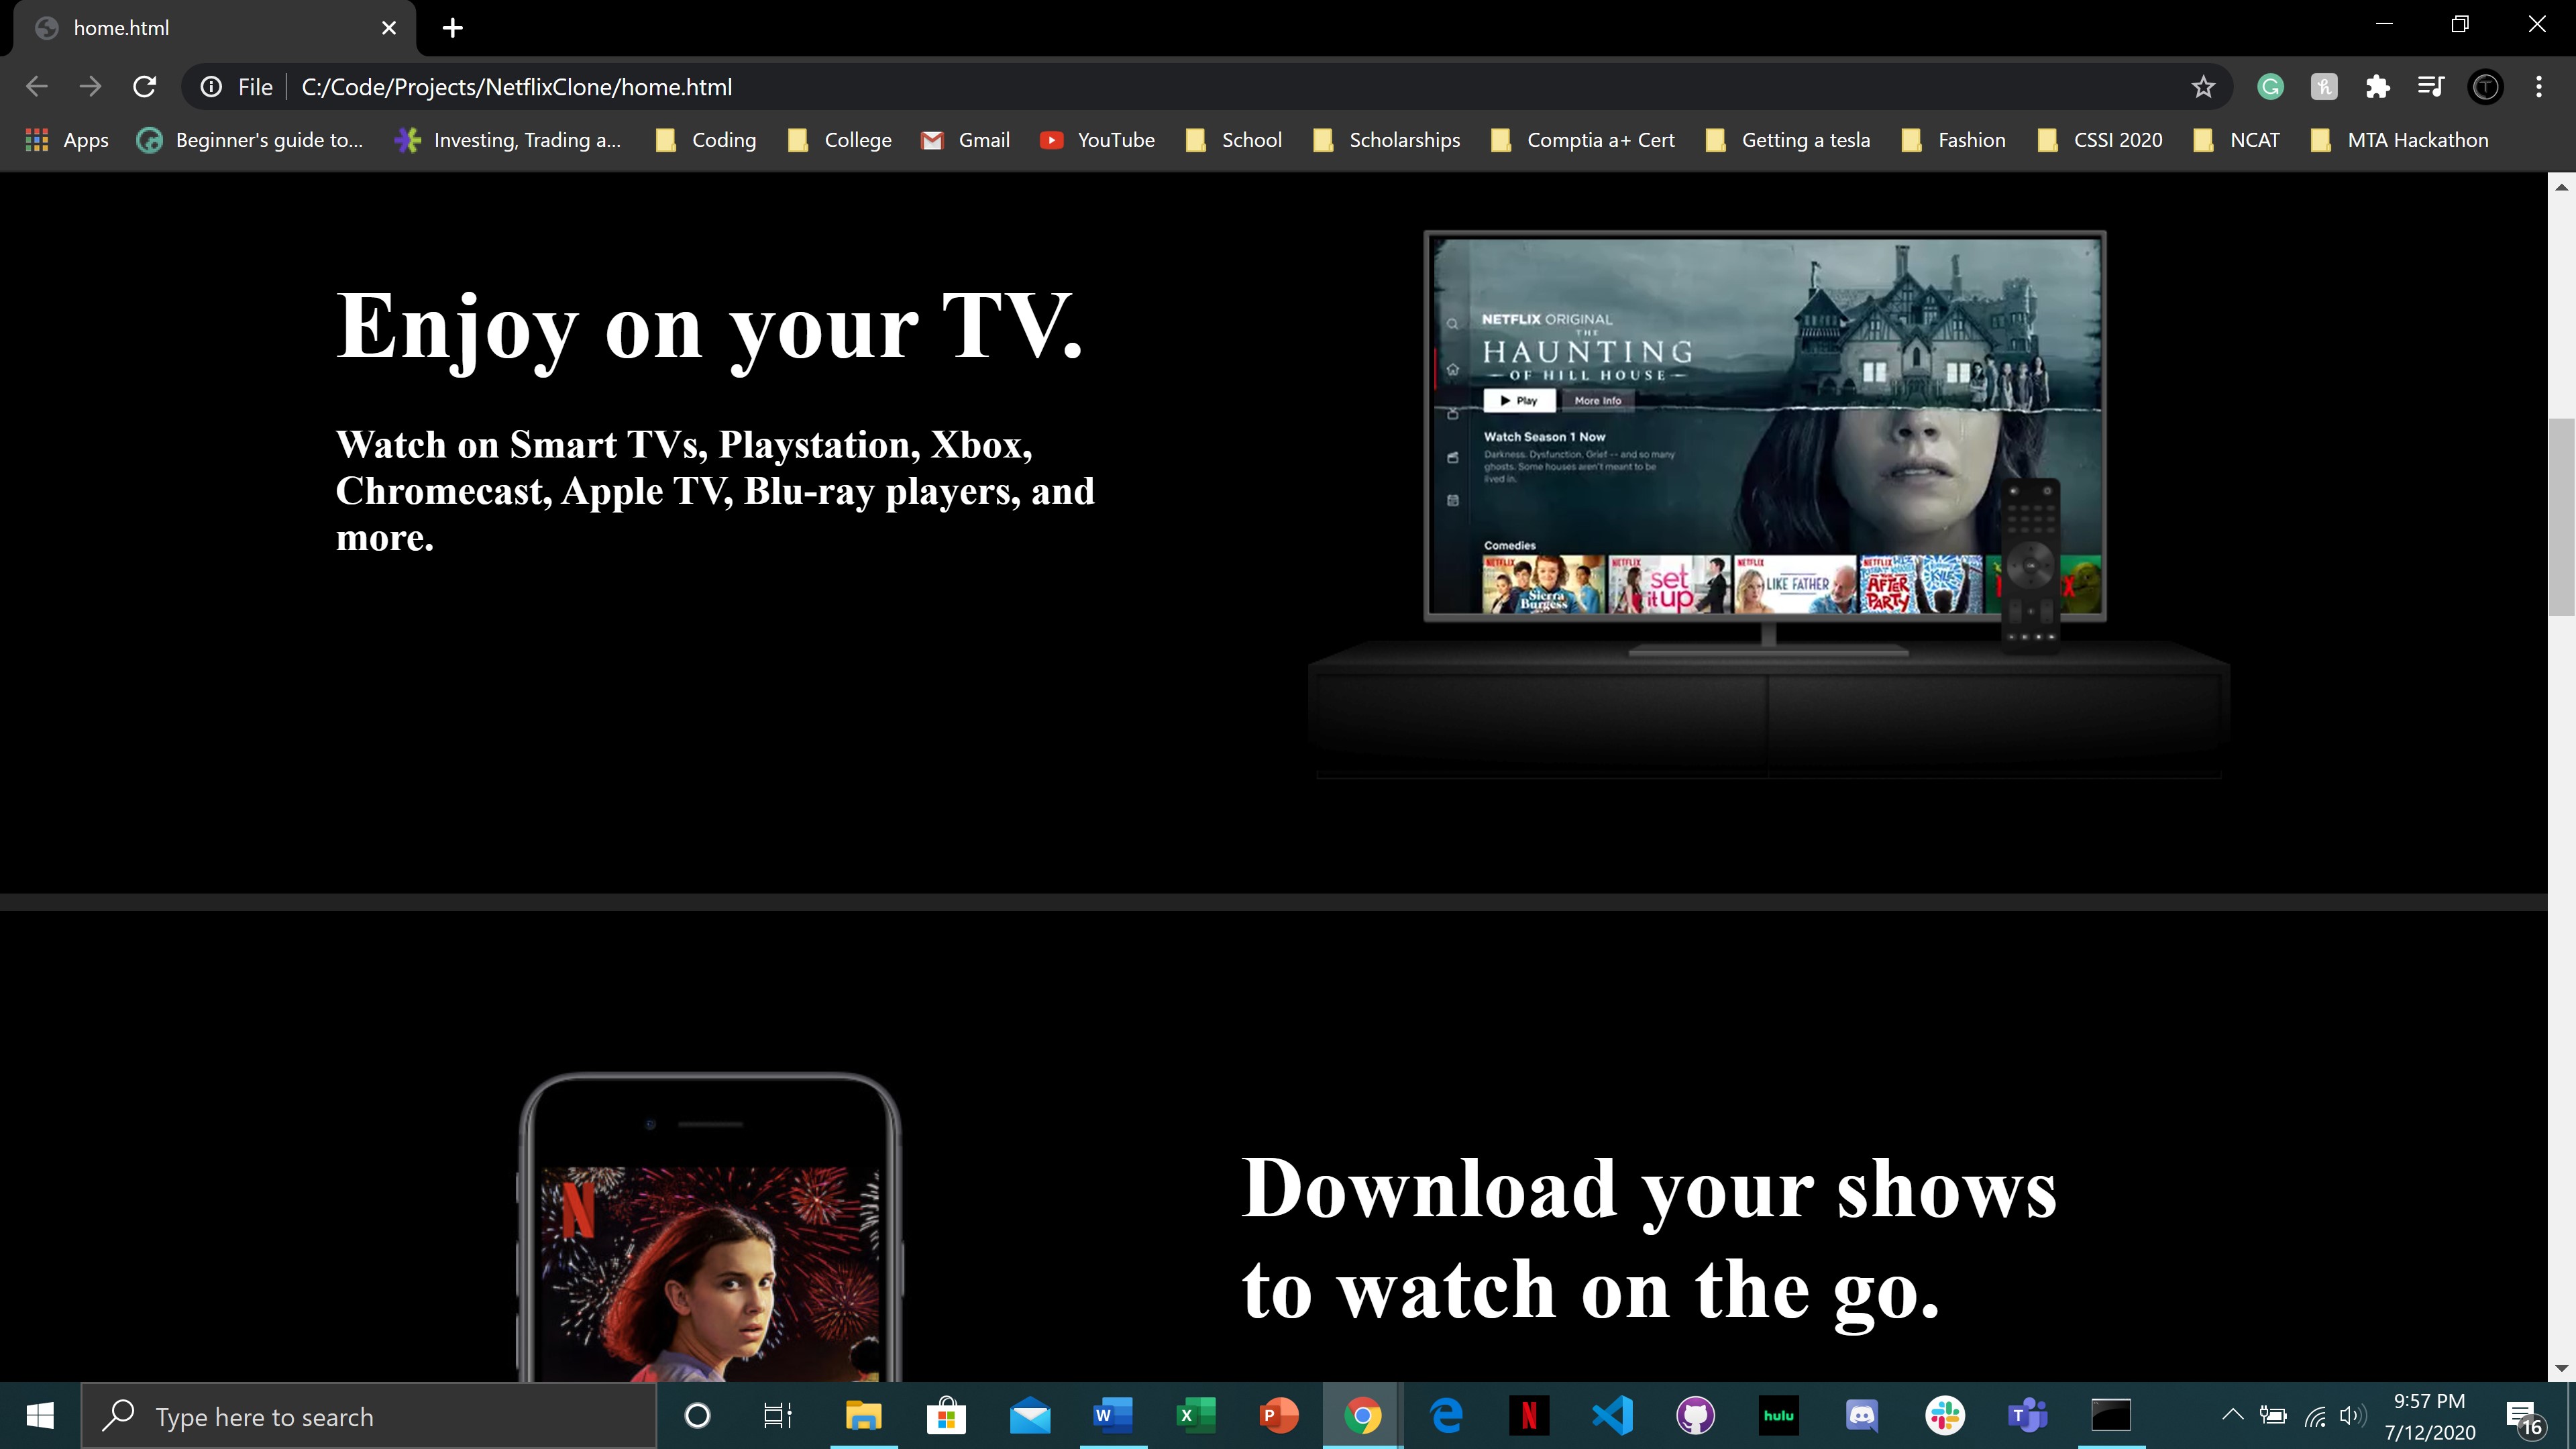 home.html
File C:/Code/Projects/NetflixClone/home.html
Apps Beginner's guide to... Investing, Trading a... Coding College Gmail YouTube School Scholarships Comptia a+ Cert Getting a tesla Fashion CSSI 2020 NCAT MTA Hackathon
Enjoy on your TV.
Watch on Smart TVs, Playstation, Xbox,
Chromecast, Apple TV, Blu-ray players, and
more.
NETFLIX ORIGINAL
THE
HAUNTING
OF HILL HOUSE
Play More Info
Watch Season 1 Now
Darkness. Dysfunction. Grief -- and so many
ghosts. Some houses aren't meant to be
lived in.
Comedies
NETFLIX NETFLIX NETFLIX NETFLIX
Sierra
Burgess
set
it up
LIKE FATHER
AFTER
PARTY
N
Download your shows
to watch on the go.
Type here to search
W X P N hulu T
9:57 PM
7/12/2020
16